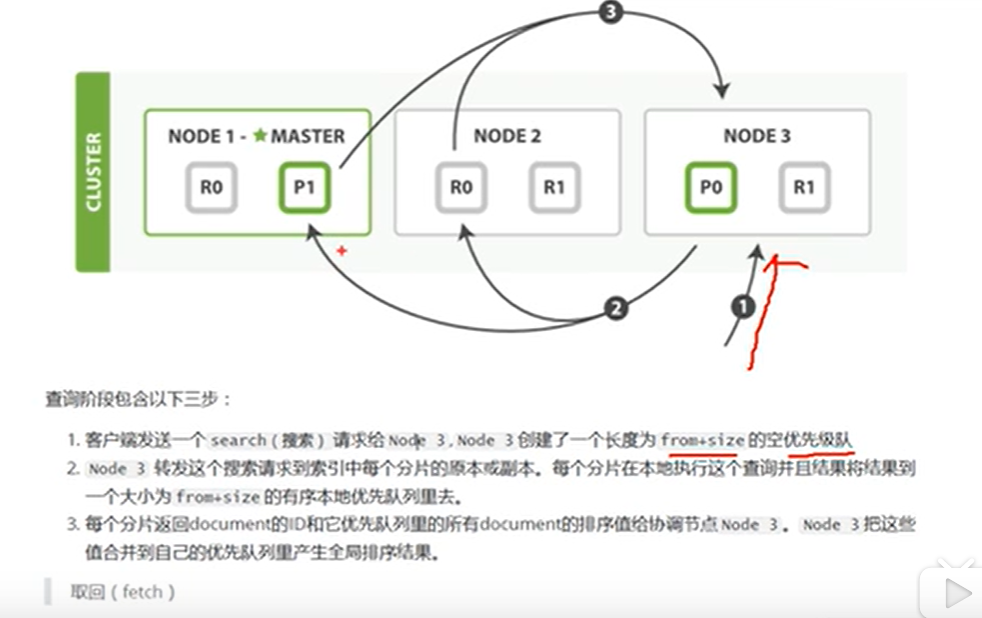 3
CLUSTER
NODE 1 - ★ MASTER
NODE 2
NODE 3
R0
P1
R0
R1
P0
R1
2
1
查询阶段包含以下三步：
1. 客户端发送一个 search（搜索）请求给 Node 3，Node 3 创建了一个长度为 from+size 的空优先级队
2. Node 3 转发这个搜索请求到索引中每个分片的原本或副本。每个分片在本地执行这个查询并且结果将结果到
一个大小为 from+size 的有序本地优先队列里去。
3. 每个分片返回document的ID和它优先队列里的所有document的排序值给协调节点 Node 3 。 Node 3 把这些
值合并到自己的优先队列里产生全局排序结果。
取回（fetch）